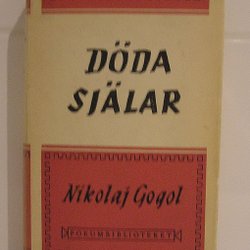 DÖDA
SJÄLAR
Nikolaj Gogol
FORUMBIBLIOTEKET